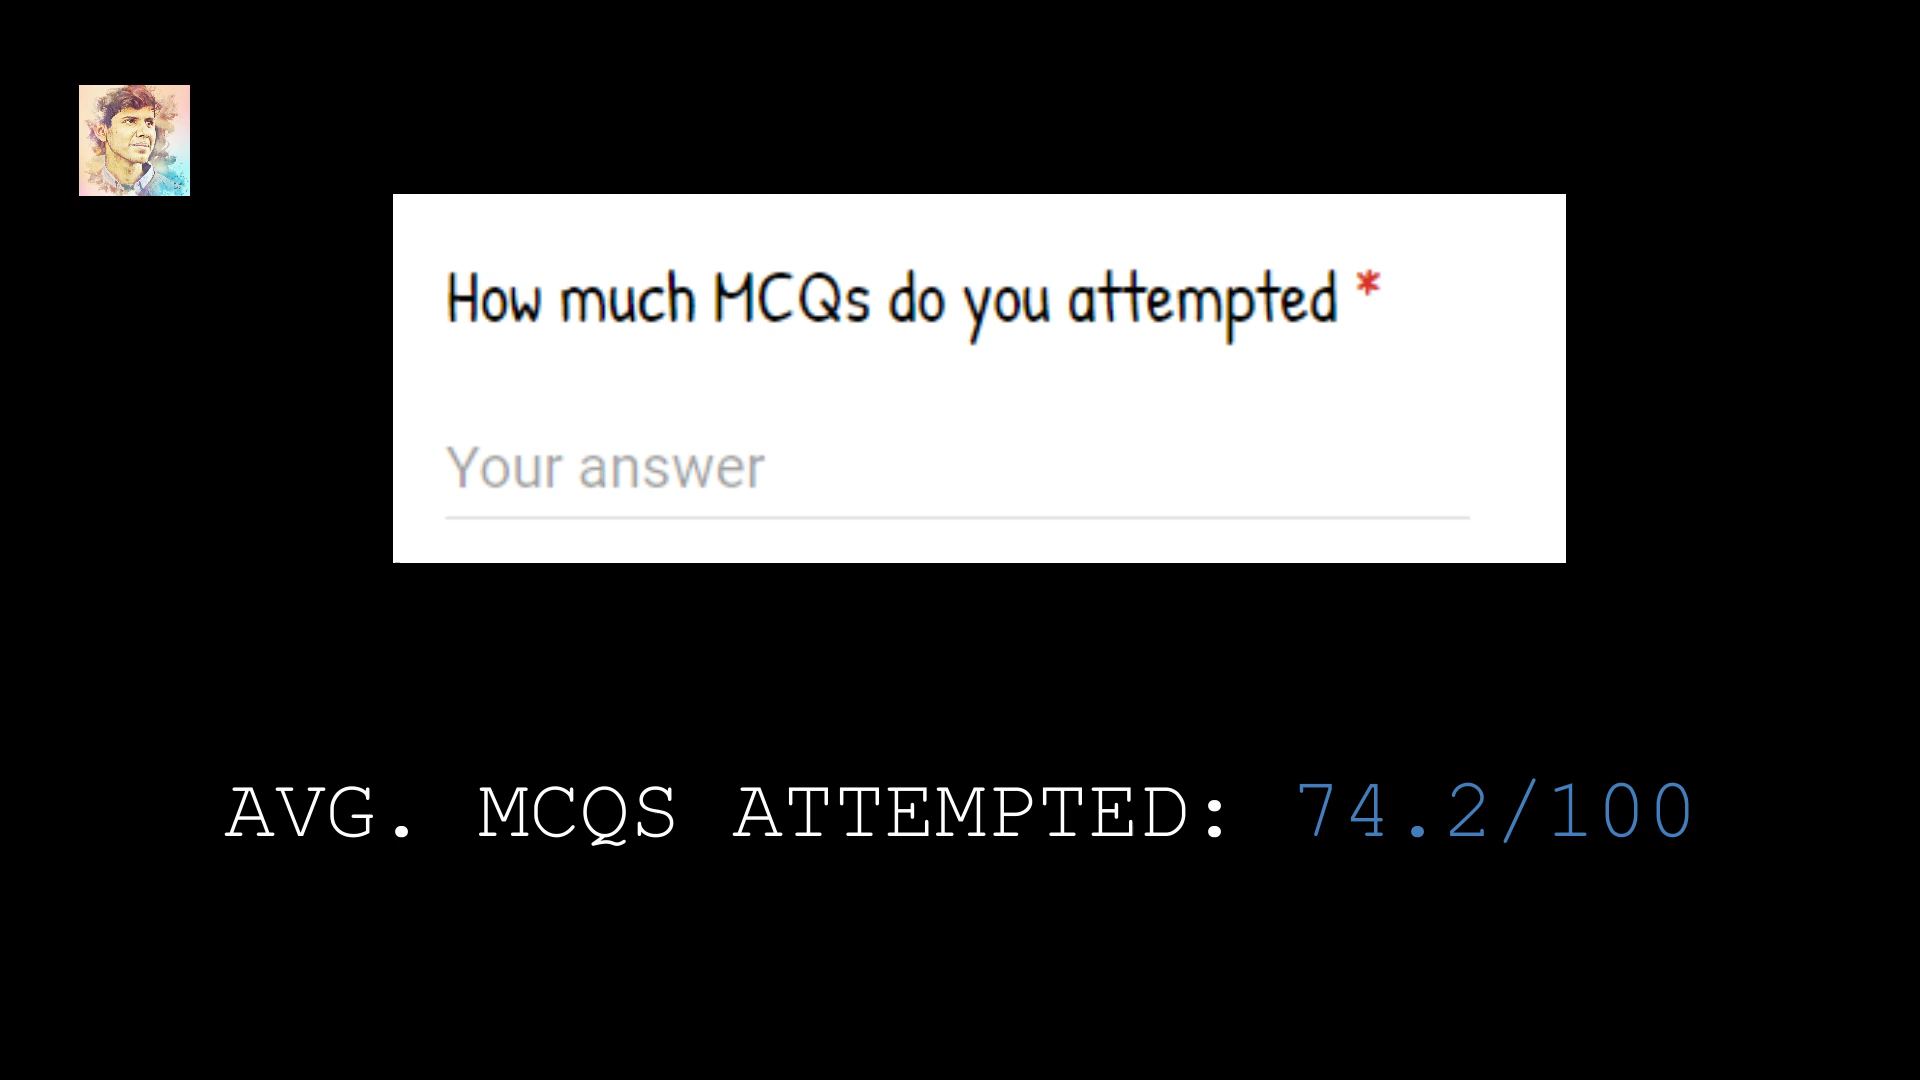 How much MCQs do you attempted *
Your answer
AVG. MCQS ATTEMPTED: 74.2/100